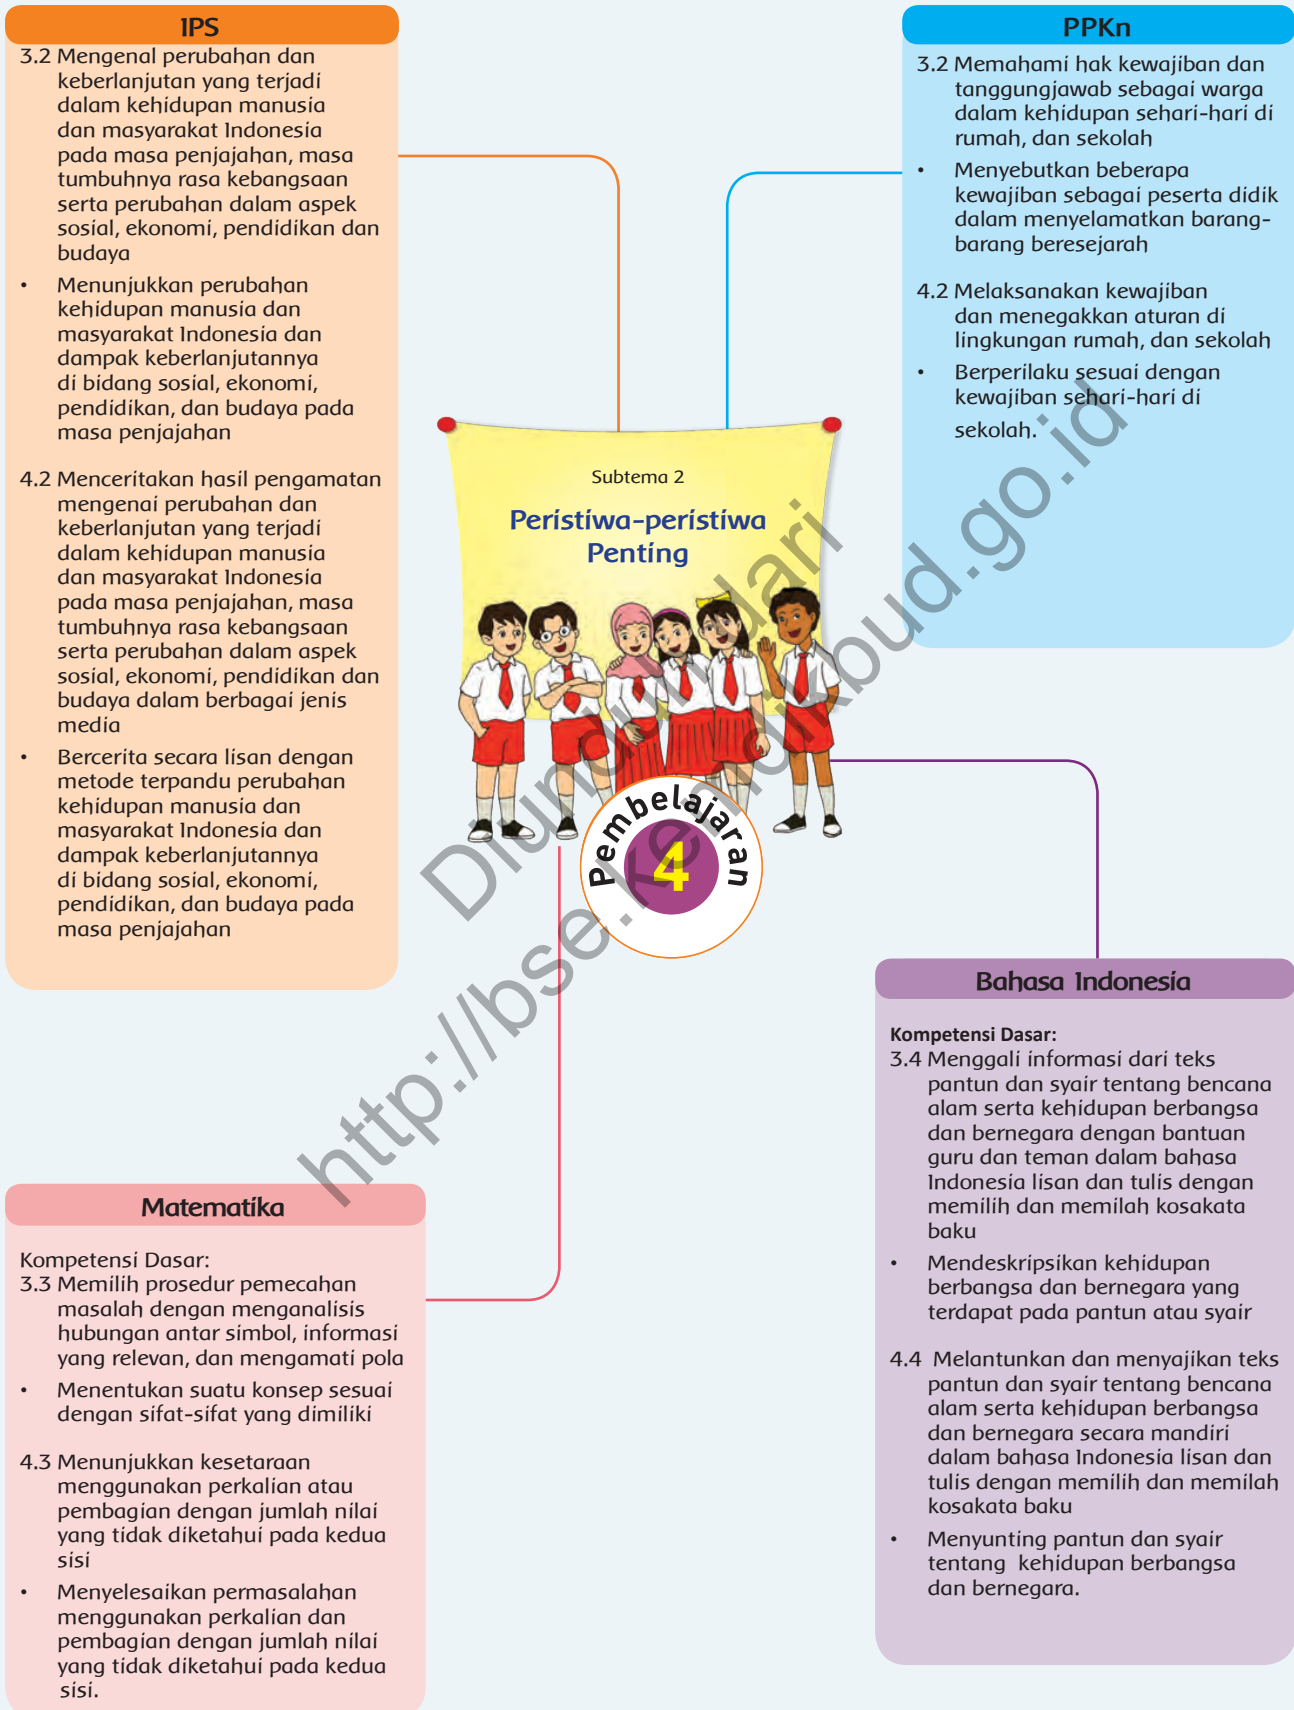 IPS
3.2 Mengenal perubahan dan
keberlanjutan yang terjadi
dalam kehidupan manusia
dan masyarakat Indonesia
pada masa penjajahan, masa
tumbuhnya rasa kebangsaan
serta perubahan dalam aspek
sosial, ekonomi, pendidikan dan
budaya
• Menunjukkan perubahan
kehidupan manusia dan
masyarakat Indonesia dan
dampak keberlanjutannya
di bidang sosial, ekonomi,
pendidikan, dan budaya pada
masa penjajahan
4.2 Menceritakan hasil pengamatan
mengenai perubahan dan
keberlanjutan yang terjadi
dalam kehidupan manusia
dan masyarakat Indonesia
pada masa penjajahan, masa
tumbuhnya rasa kebangsaan
serta perubahan dalam aspek
sosial, ekonomi, pendidikan dan
budaya dalam berbagai jenis
media
• Bercerita secara lisan dengan
metode terpandu perubahan
kehidupan manusia dan
masyarakat Indonesia dan
dampak keberlanjutannya
di bidang sosial, ekonomi,
pendidikan, dan budaya pada
masa penjajahan
PPKn
3.2 Memahami hak kewajiban dan
tanggungjawab sebagai warga
dalam kehidupan sehari-hari di
rumah, dan sekolah
• Menyebutkan beberapa
kewajiban sebagai peserta didik
dalam menyelamatkan barang-
barang beresejarah
4.2 Melaksanakan kewajiban
dan menegakkan aturan di
lingkungan rumah, dan sekolah
• Berperilaku sesuai dengan
kewajiban sehari-hari di
sekolah.
Subtema 2
Peristiwa-peristiwa
Penting
Pembelajaran
4
Diunduh dari
http://bse.kemdikbud.go.id
Matematika
Kompetensi Dasar:
3.3 Memilih prosedur pemecahan
masalah dengan menganalisis
hubungan antar simbol, informasi
yang relevan, dan mengamati pola
• Menentukan suatu konsep sesuai
dengan sifat-sifat yang dimiliki
4.3 Menunjukkan kesetaraan
menggunakan perkalian atau
pembagian dengan jumlah nilai
yang tidak diketahui pada kedua
sisi
• Menyelesaikan permasalahan
menggunakan perkalian dan
pembagian dengan jumlah nilai
yang tidak diketahui pada kedua
sisi.
Bahasa Indonesia
Kompetensi Dasar:
3.4 Menggali informasi dari teks
pantun dan syair tentang bencana
alam serta kehidupan berbangsa
dan bernegara dengan bantuan
guru dan teman dalam bahasa
Indonesia lisan dan tulis dengan
memilih dan memilah kosakata
baku
• Mendeskripsikan kehidupan
berbangsa dan bernegara yang
terdapat pada pantun atau syair
4.4 Melantunkan dan menyajikan teks
pantun dan syair tentang bencana
alam serta kehidupan berbangsa
dan bernegara secara mandiri
dalam bahasa Indonesia lisan dan
tulis dengan memilih dan memilah
kosakata baku
• Menyunting pantun dan syair
tentang kehidupan berbangsa
dan bernegara.